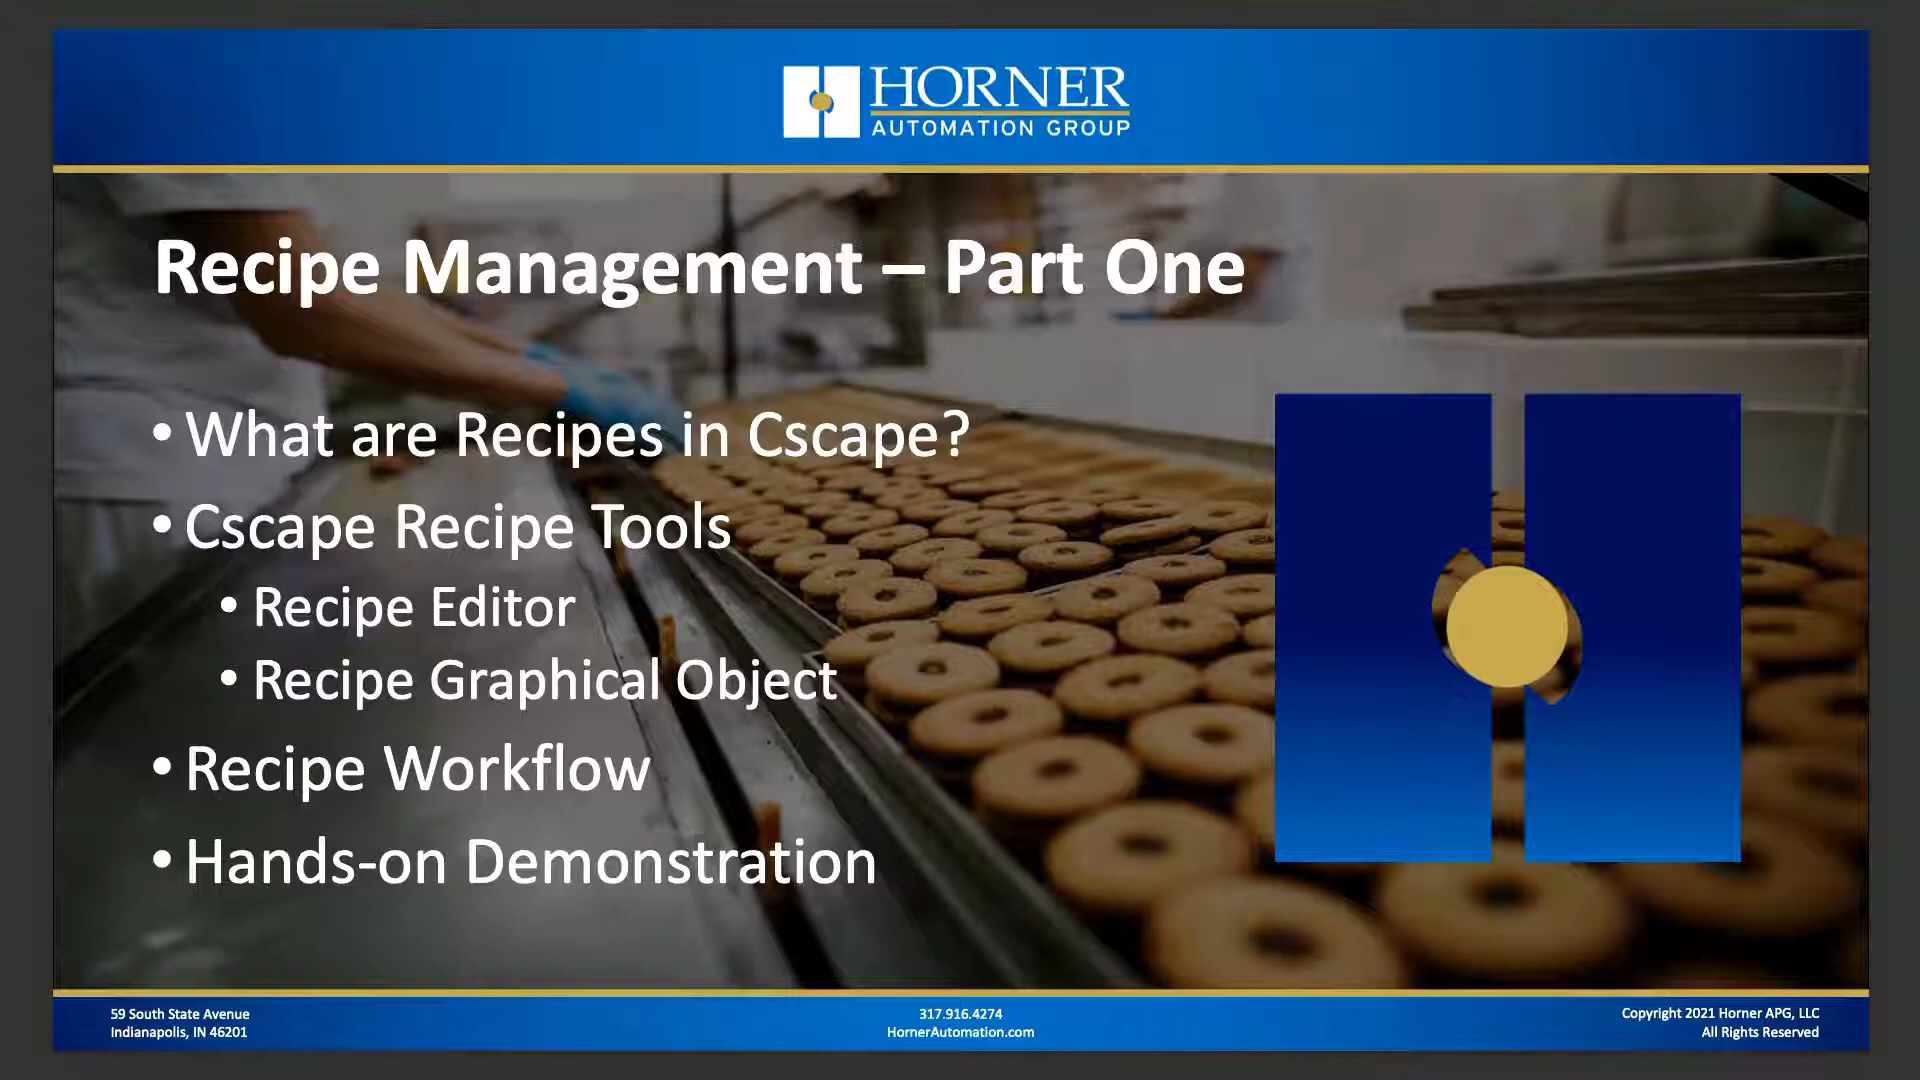 HORNER
AUTOMATION GROUP
Recipe Management – Part One
• What are Recipes in Cscape?
• Cscape Recipe Tools
• Recipe Editor
• Recipe Graphical Object
• Recipe Workflow
• Hands-on Demonstration
59 South State Avenue
Indianapolis, IN 46201
317.916.4274
HornerAutomation.com
Copyright 2021 Horner APG, LLC
All Rights Reserved